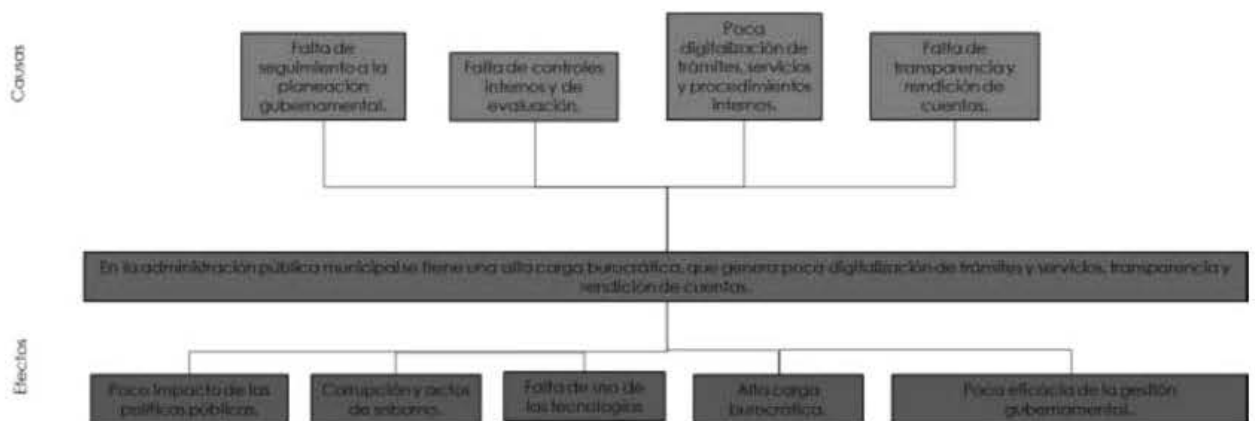 Causas
Falta de
seguimiento a la
planeación
gubernamental.
Falta de controles
internos y de
evaluación.
Poca
digitalización de
trámites, servicios
y procedimientos
internos.
Falta de
transparencia y
rendición de
cuentas.
En la administración pública municipal se tiene una alta carga burocrática, que genera poca digitalización de trámites y servicios, transparencia y
rendición de cuentas.
Efectos
Poco impacto de las
políticas públicas.
Corrupción y actos
de soborno.
Falta de uso de
las tecnologías
Alta carga
burocrática.
Poca eficacia de la gestión
gubernamental.